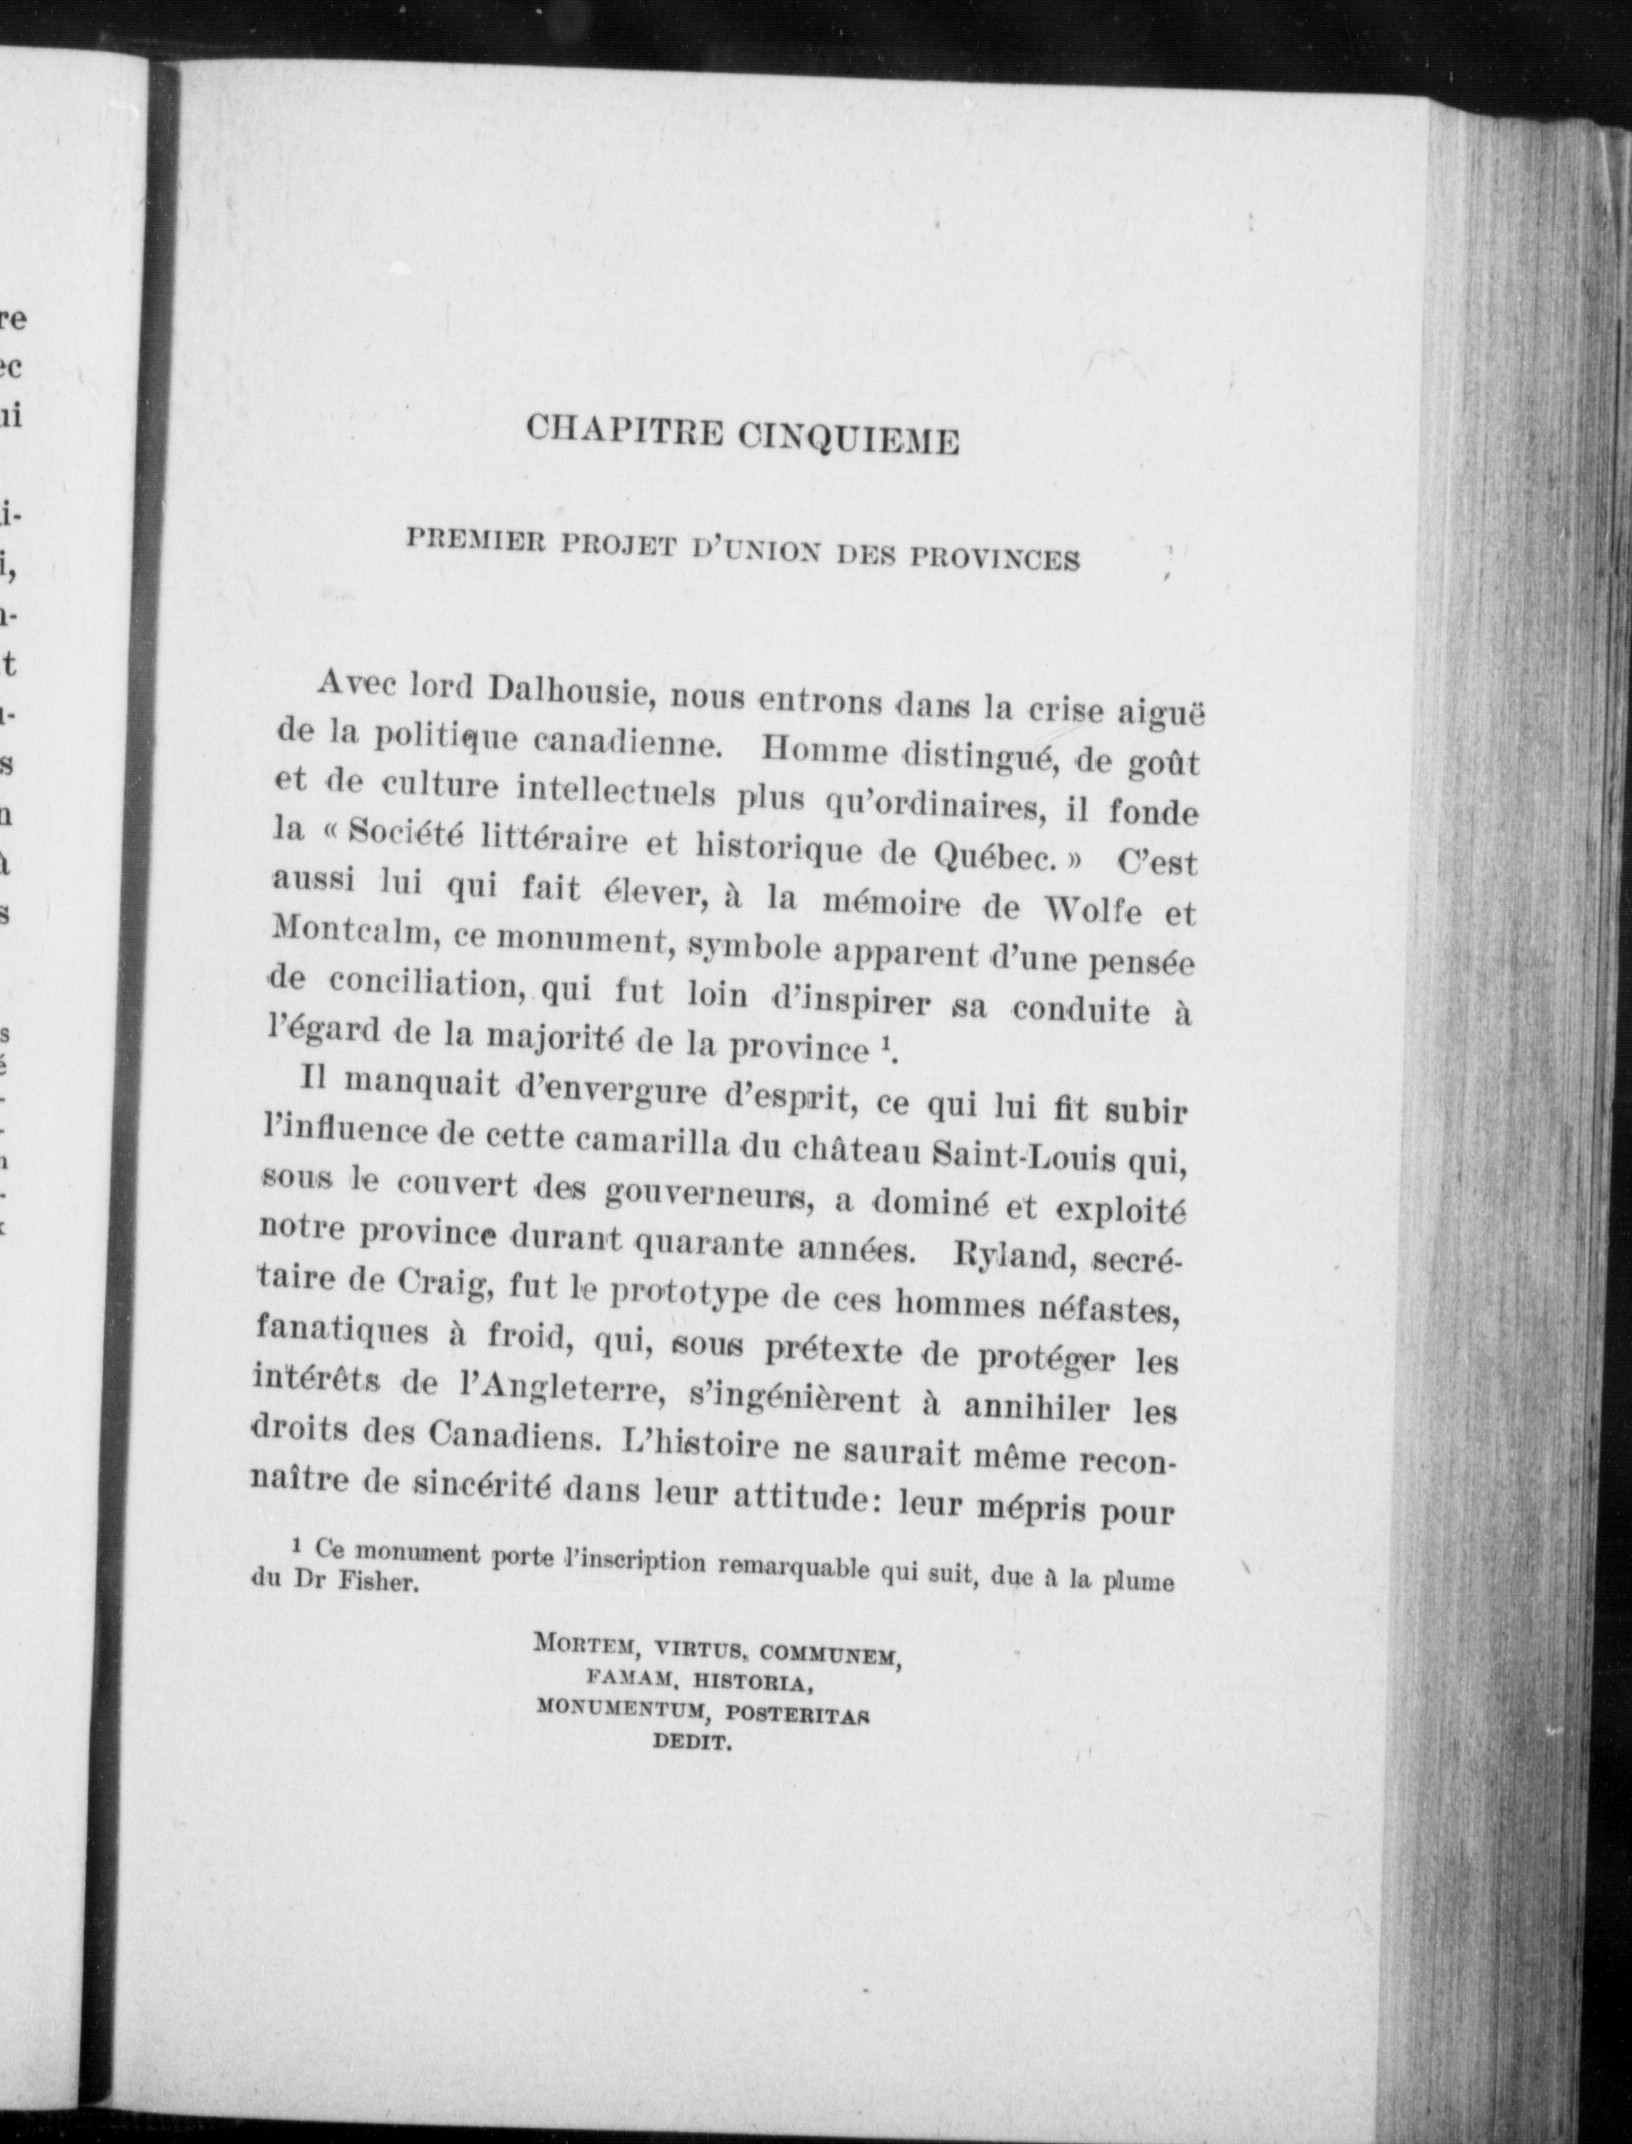 CHAPITRE CINQUIEME
PREMIER PROJET D'UNION DES PROVINCES
Avec lord Dalhousie, nous entrons dans la crise aiguë
de la politique canadienne. Homme distingué, de goût
et de culture intellectuels plus qu'ordinaires, il fonde
la « Société littéraire et historique de Québec. » C'est
aussi lui qui fait élever, à la mémoire de Wolfe et
Montcalm, ce monument, symbole apparent d'une pensée
de conciliation, qui fut loin d'inspirer sa conduite à
l'égard de la majorité de la province ¹.
Il manquait d'envergure d'esprit, ce qui lui fit subir
l'influence de cette camarilla du château Saint-Louis qui,
sous le couvert des gouverneurs, a dominé et exploité
notre province durant quarante années. Ryland, secré-
taire de Craig, fut le prototype de ces hommes néfastes,
fanatiques à froid, qui, sous prétexte de protéger les
intérêts de l'Angleterre, s'ingénièrent à annihiler les
droits des Canadiens. L'histoire ne saurait même recon-
naître de sincérité dans leur attitude: leur mépris pour
1 Ce monument porte l'inscription remarquable qui suit, due à la plume
du Dr Fisher.
MORTEM, VIRTUS, COMMUNEM,
FAMAM, HISTORIA,
MONUMENTUM, POSTERITAS
DEDIT.